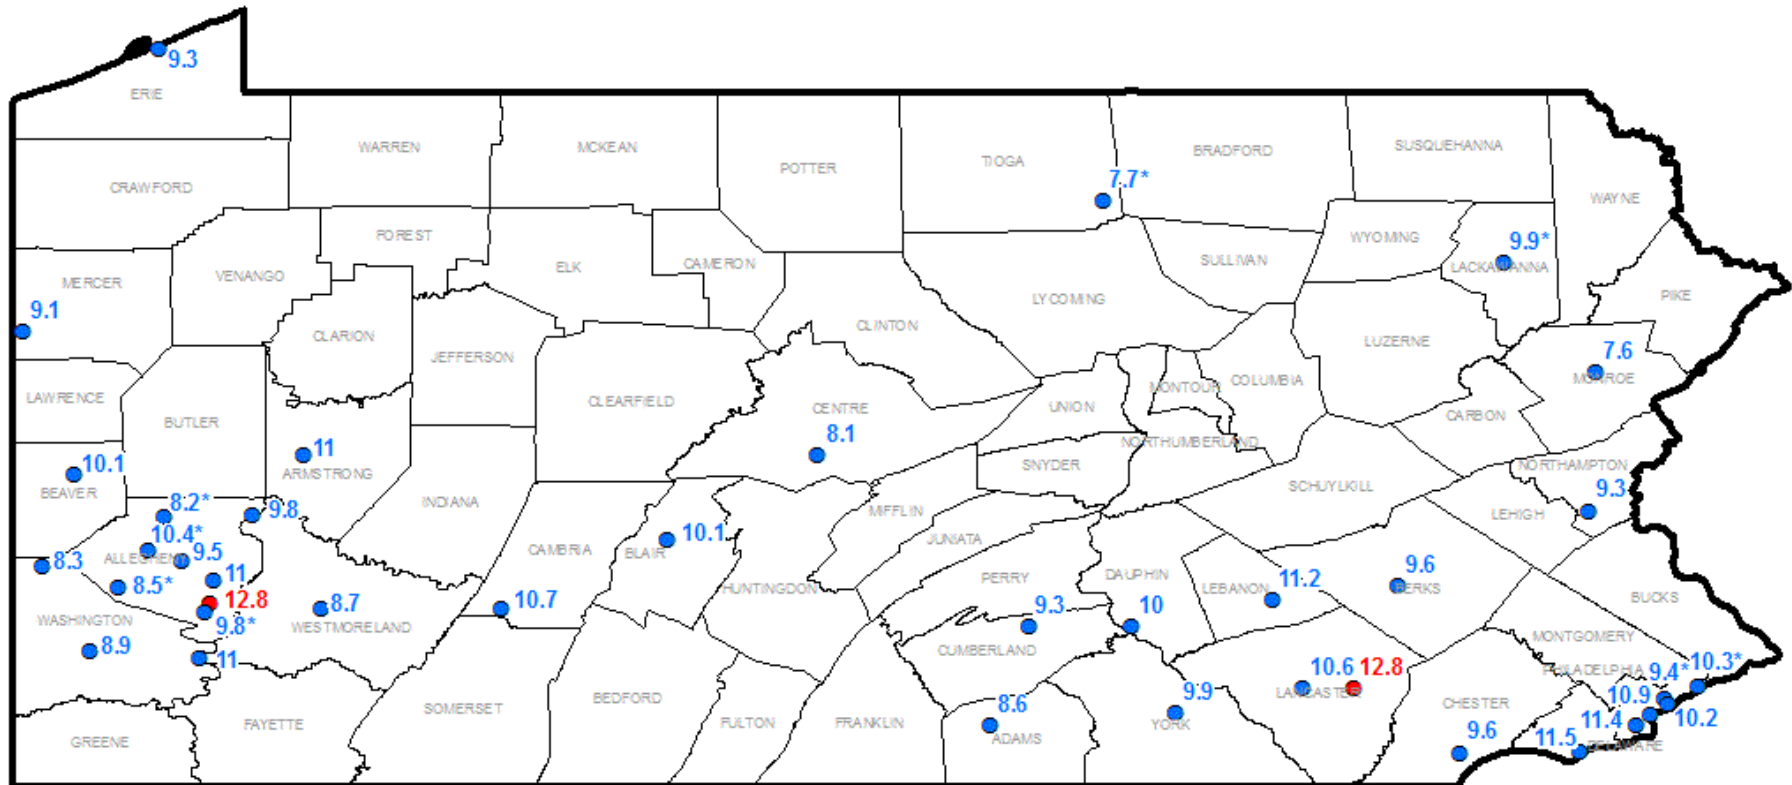 9.3
ERIE
WARREN
MCKEAN
POTTER
TIOGA
BRADFORD
SUSQUEHANNA
CRAWFORD
7.7*
WAYNE
FOREST
WYOMING
9.9*
VENANGO
ELK
CAMERON
SULLIVAN
LACKAWANNA
MERCER
9.1
LYCOMING
PIKE
CLARION
CLINTON
JEFFERSON
LUZERNE
7.6
MONROE
LAWRENCE
CLEARFIELD
CENTRE
UNION
MONTOUR
COLUMBIA
CARBON
BUTLER
8.1
11
ARMSTRONG
NORTHUMBERLAND
SNYDER
NORTHAMPTON
10.1
BEAVER
9.3
SCHUYLKILL
INDIANA
8.2*
9.8
MIFFLIN
LEHIGH
10.4*
ALLEGHENY
9.5
CAMBRIA
BLAIR
10.1
JUNIATA
8.3
8.5*
11
HUNTINGDON
PERRY
DAUPHIN
LEBANON
11.2
9.6
BERKS
12.8
BUCKS
WASHINGTON
9.8*
8.7
WESTMORELAND
10.7
9.3
10
8.9
11
CUMBERLAND
MONTGOMERY
10.6
12.8
LANCASTER
PHILADELPHIA
9.4*
10.3*
BEDFORD
9.9
SOMERSET
CHESTER
10.9
FAYETTE
FULTON
FRANKLIN
8.6
ADAMS
YORK
10.2
11.4
GREENE
9.6
11.5
DELAWARE